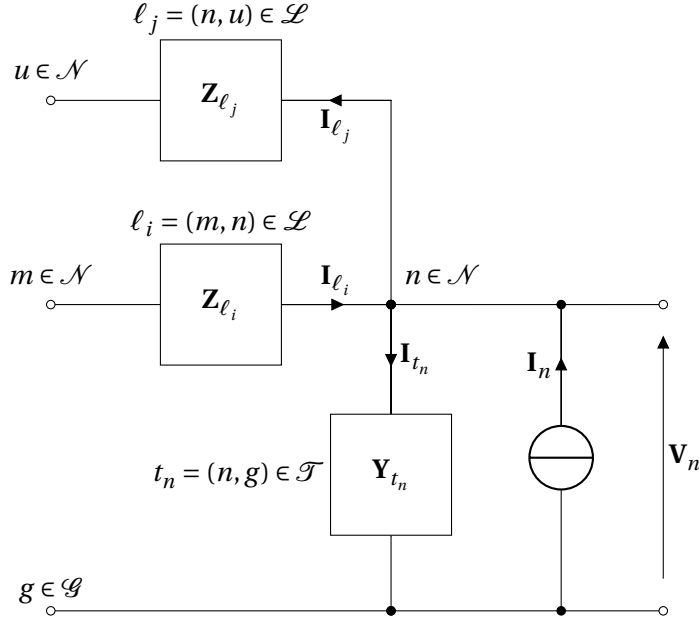 ℓ_j = (n, u) ∈ ℒ
u ∈ 𝒩
𝐙_{ℓ_j}
𝐈_{ℓ_j}
ℓ_i = (m, n) ∈ ℒ
m ∈ 𝒩
𝐙_{ℓ_i}
𝐈_{ℓ_i}
n ∈ 𝒩
𝐈_{t_n}
𝐈_n
t_n = (n, g) ∈ 𝒯
𝐘_{t_n}
𝐕_n
g ∈ 𝒢